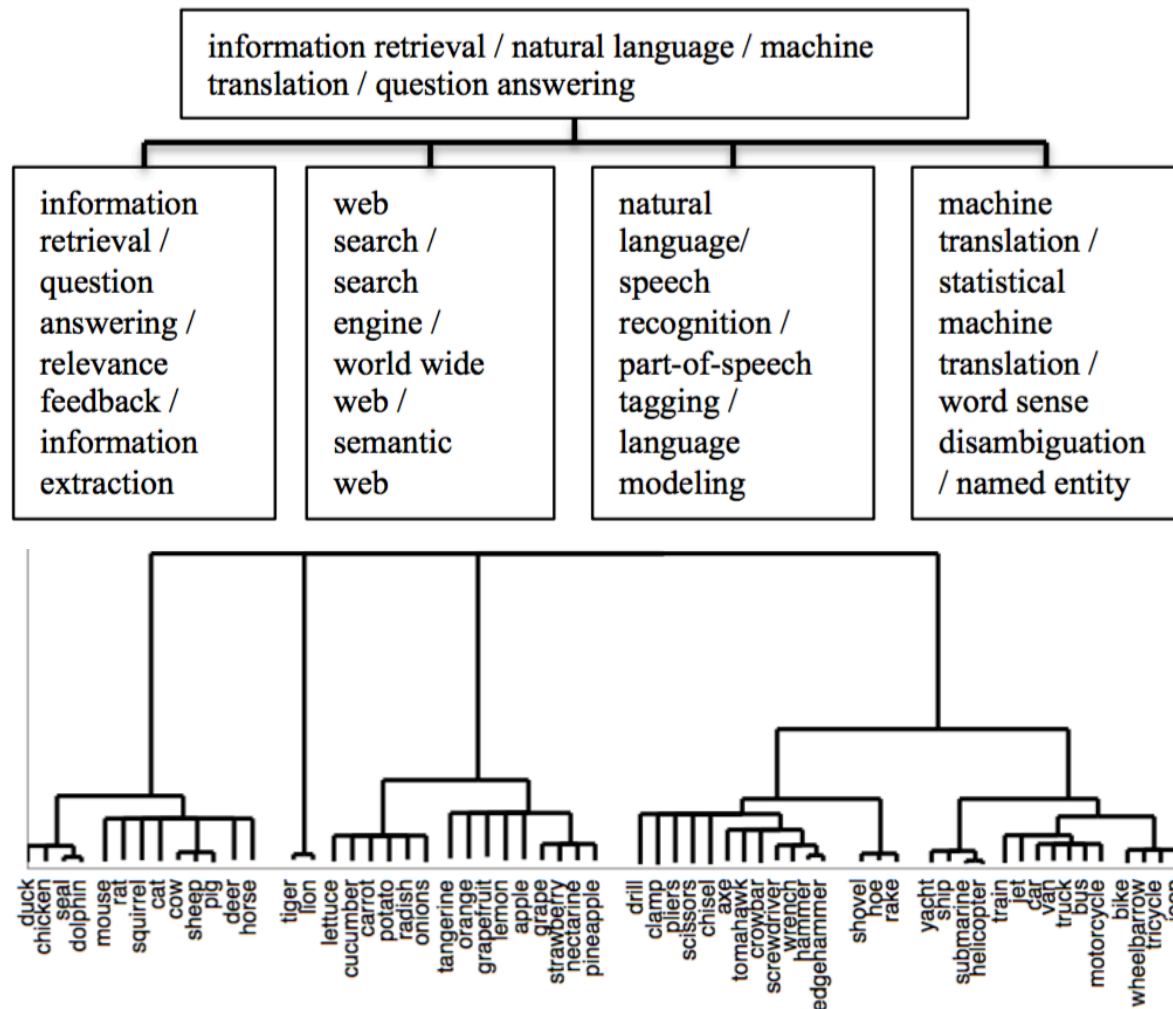 information retrieval / natural language / machine
translation / question answering
information
retrieval /
question
answering /
relevance
feedback /
information
extraction
web
search /
search
engine /
world wide
web /
semantic
web
natural
language/
speech
recognition /
part-of-speech
tagging /
language
modeling
machine
translation /
statistical
machine
translation /
word sense
disambiguation
/ named entity
duck
chicken
seal
dolphin
mouse
rat
squirrel
cat
cow
sheep
pig
deer
horse
tiger
lion
lettuce
cucumber
carrot
potato
radish
onions
tangerine
orange
grapefruit
lemon
apple
grape
strawberry
nectarine
pineapple
drill
clamp
pliers
scissors
chisel
axe
tomahawk
crowbar
screwdriver
wrench
hammer
edgehammer
shovel
hoe
rake
yacht
ship
submarine
helicopter
train
jet
car
van
truck
bus
motorcycle
bike
wheelbarrow
tricycle